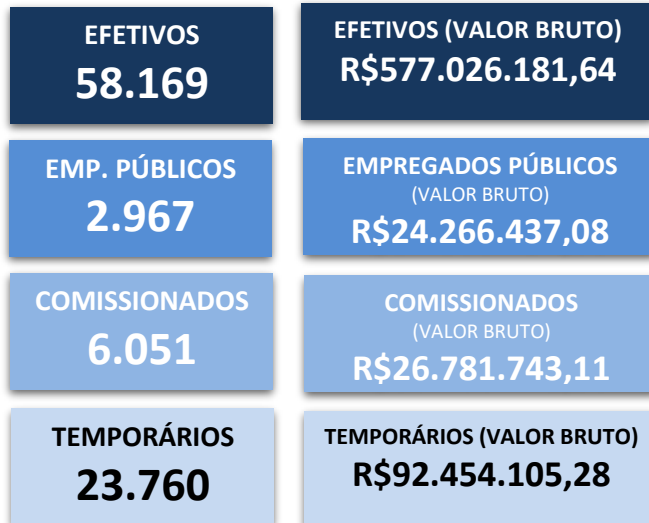 EFETIVOS
58.169
EFETIVOS (VALOR BRUTO)
R$577.026.181,64
EMP. PÚBLICOS
2.967
EMPREGADOS PÚBLICOS
(VALOR BRUTO)
R$24.266.437,08
COMISSIONADOS
6.051
COMISSIONADOS
(VALOR BRUTO)
R$26.781.743,11
TEMPORÁRIOS
23.760
TEMPORÁRIOS (VALOR BRUTO)
R$92.454.105,28